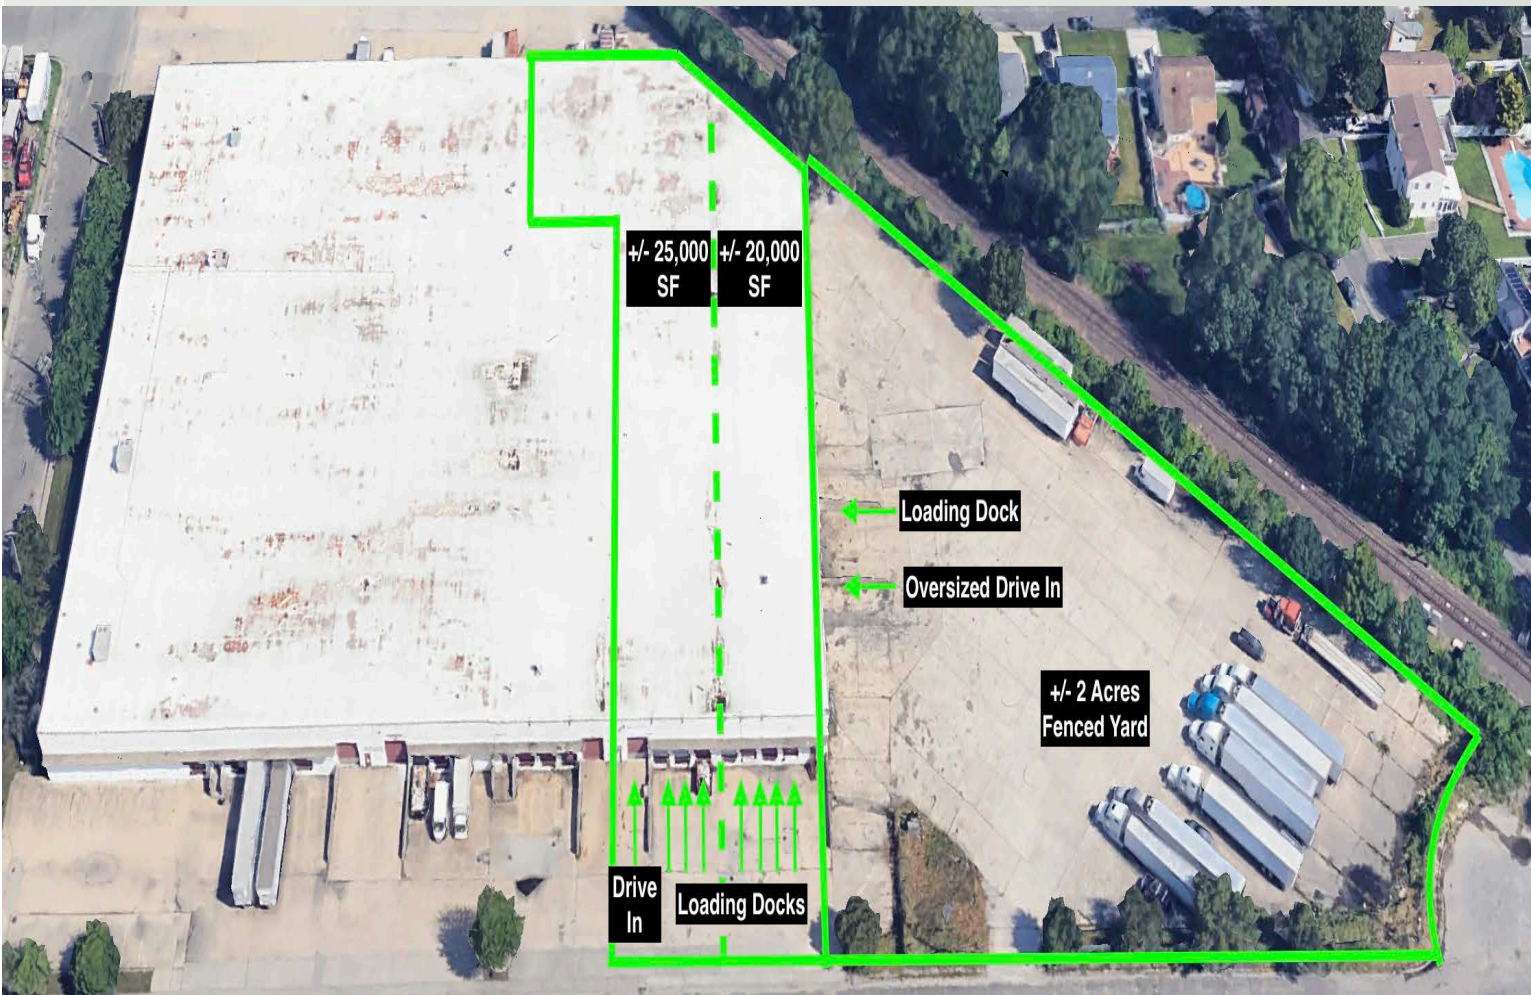 +/- 25,000
SF
+/- 20,000
SF
Loading Dock
Oversized Drive In
+/- 2 Acres
Fenced Yard
Drive
In
Loading Docks